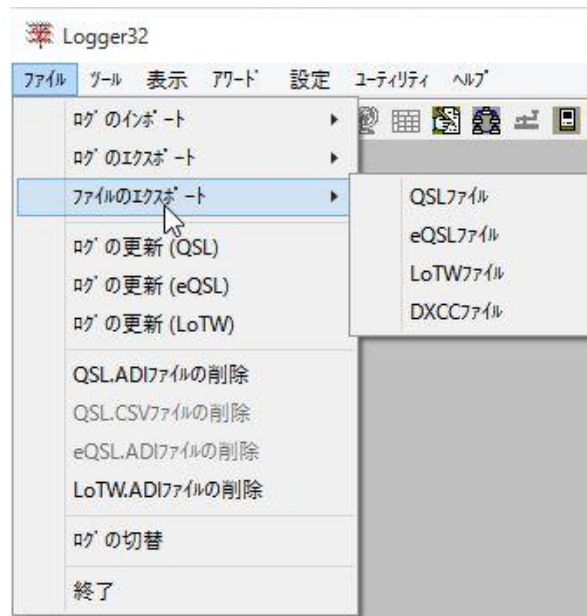 Logger32
ﾌｧｲﾙ ﾂｰﾙ 表示 ｱﾜｰﾄﾞ 設定 ﾕｰﾃｨﾘﾃｨ ﾍﾙﾌﾟ
ﾛｸﾞのｲﾝﾎﾟｰﾄ
ﾛｸﾞのｴｸｽﾎﾟｰﾄ
ﾌｧｲﾙのｴｸｽﾎﾟｰﾄ
QSLﾌｧｲﾙ
eQSLﾌｧｲﾙ
LoTWﾌｧｲﾙ
DXCCﾌｧｲﾙ
ﾛｸﾞの更新 (QSL)
ﾛｸﾞの更新 (eQSL)
ﾛｸﾞの更新 (LoTW)
QSL.ADIﾌｧｲﾙの削除
QSL.CSVﾌｧｲﾙの削除
eQSL.ADIﾌｧｲﾙの削除
LoTW.ADIﾌｧｲﾙの削除
ﾛｸﾞの切替
終了